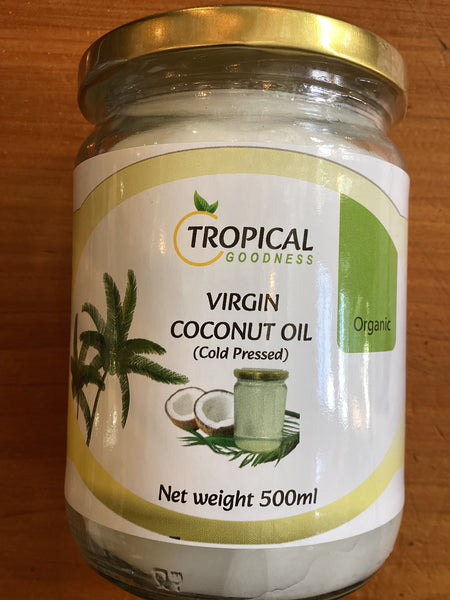 TROPICAL
GOODNESS
VIRGIN
COCONUT OIL
(Cold Pressed)
Organic
Net weight 500ml